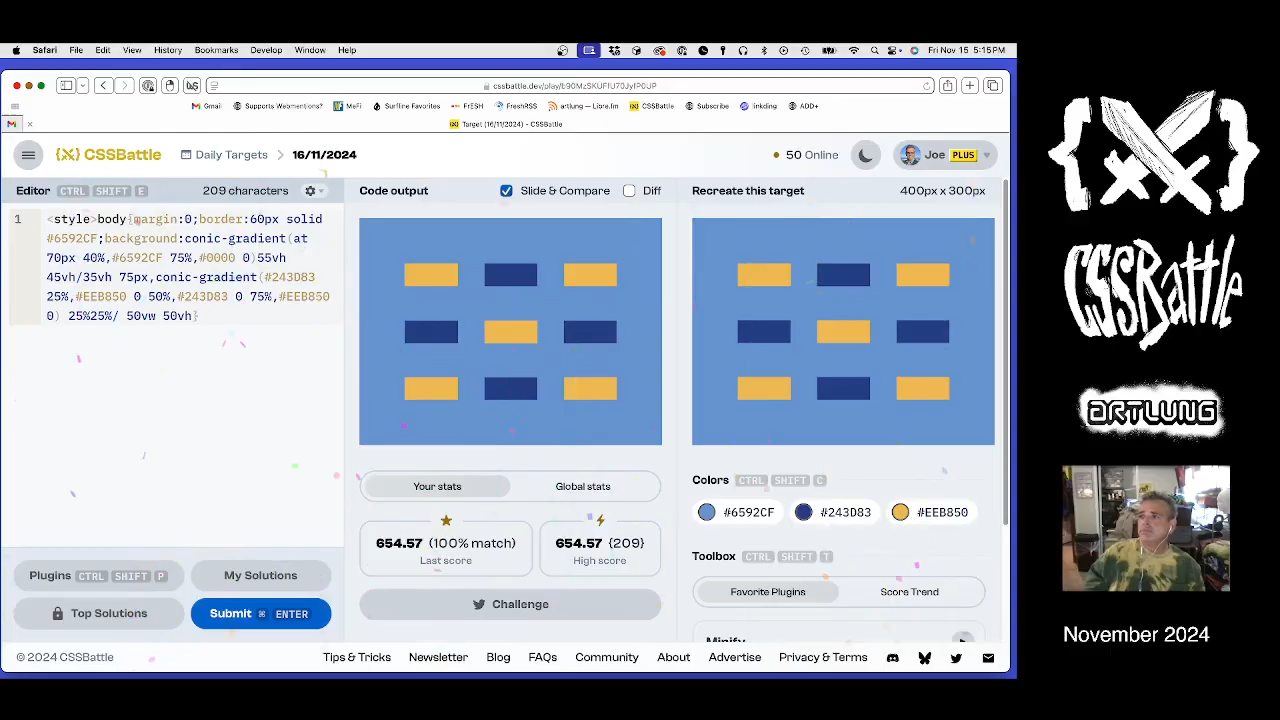 Safari File Edit View History Bookmarks Develop Window Help Fri Nov 15 5:15PM
cssbattle.dev/play/b90MzSKUFfU70JyfP0UP
Gmail Supports Webmentions? MeFi Surfline Favorites FrESH FreshRSS artlung — Libre.fm CSSBattle Subscribe linkding ADD+
Target (16/11/2024) - CSSBattle
{X} CSSBattle Daily Targets 16/11/2024 50 Online Joe PLUS
Editor CTRL SHIFT E 209 characters
Code output Slide & Compare Diff
Recreate this target 400px x 300px
1 <style>body{margin:0;border:60px solid
#6592CF;background:conic-gradient(at
70px 40%,#6592CF 75%,#0000 0)55vh
45vh/35vh 75px,conic-gradient(#243D83
25%,#EEB850 0 50%,#243D83 0 75%,#EEB850
0) 25%25%/ 50vw 50vh}
Your stats Global stats
654.57 (100% match)
Last score
654.57 {209}
High score
Challenge
Colors CTRL SHIFT C
#6592CF #243D83 #EEB850
Toolbox CTRL SHIFT T
Favorite Plugins Score Trend
Minify
Plugins CTRL SHIFT P My Solutions
Top Solutions Submit ⌘ ENTER
© 2024 CSSBattle Tips & Tricks Newsletter Blog FAQs Community About Advertise Privacy & Terms
{X}
CSSBattle
ARTLUNG
November 2024